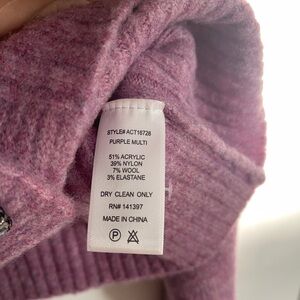 STYLE# ACT16728
PURPLE MULTI
51% ACRYLIC
39% NYLON
7% WOOL
3% ELASTANE
DRY CLEAN ONLY
RN# 141397
MADE IN CHINA
P